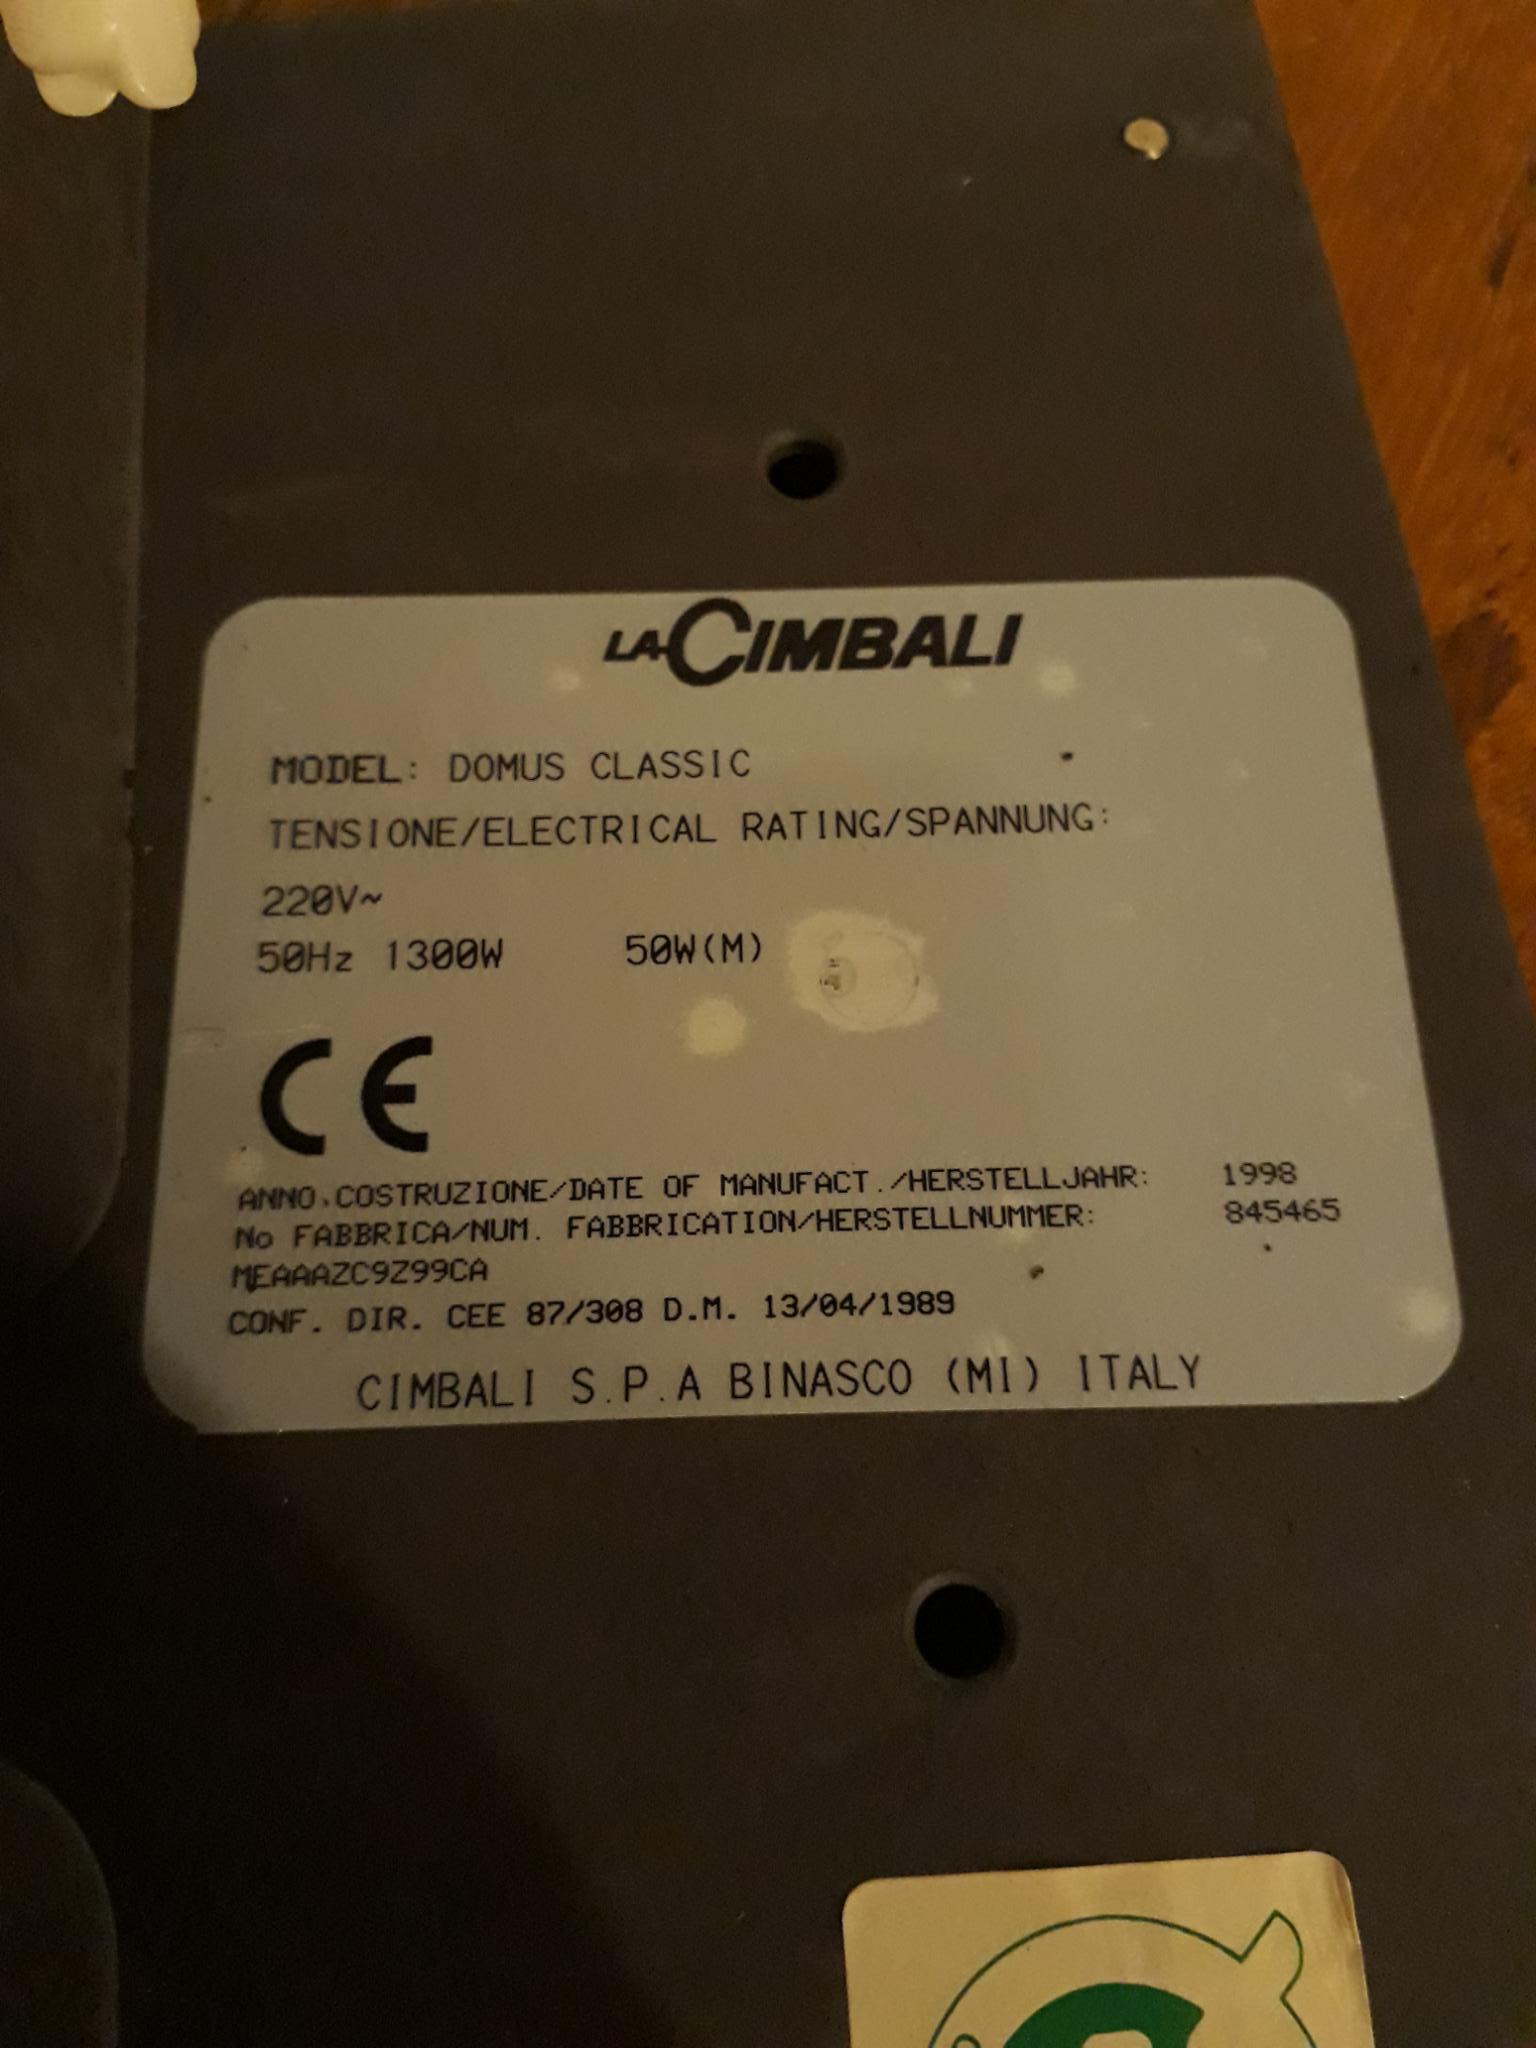 LA CIMBALI
MODEL: DOMUS CLASSIC
TENSIONE/ELECTRICAL RATING/SPANNUNG:
220V~
50Hz 1300W 50W(M)
CE
ANNO.COSTRUZIONE/DATE OF MANUFACT./HERSTELLJAHR: 1998
No FABBRICA/NUM. FABBRICATION/HERSTELLNUMMER: 845465
MEAAAZC9Z99CA
CONF. DIR. CEE 87/308 D.M. 13/04/1989
CIMBALI S.P.A BINASCO (MI) ITALY